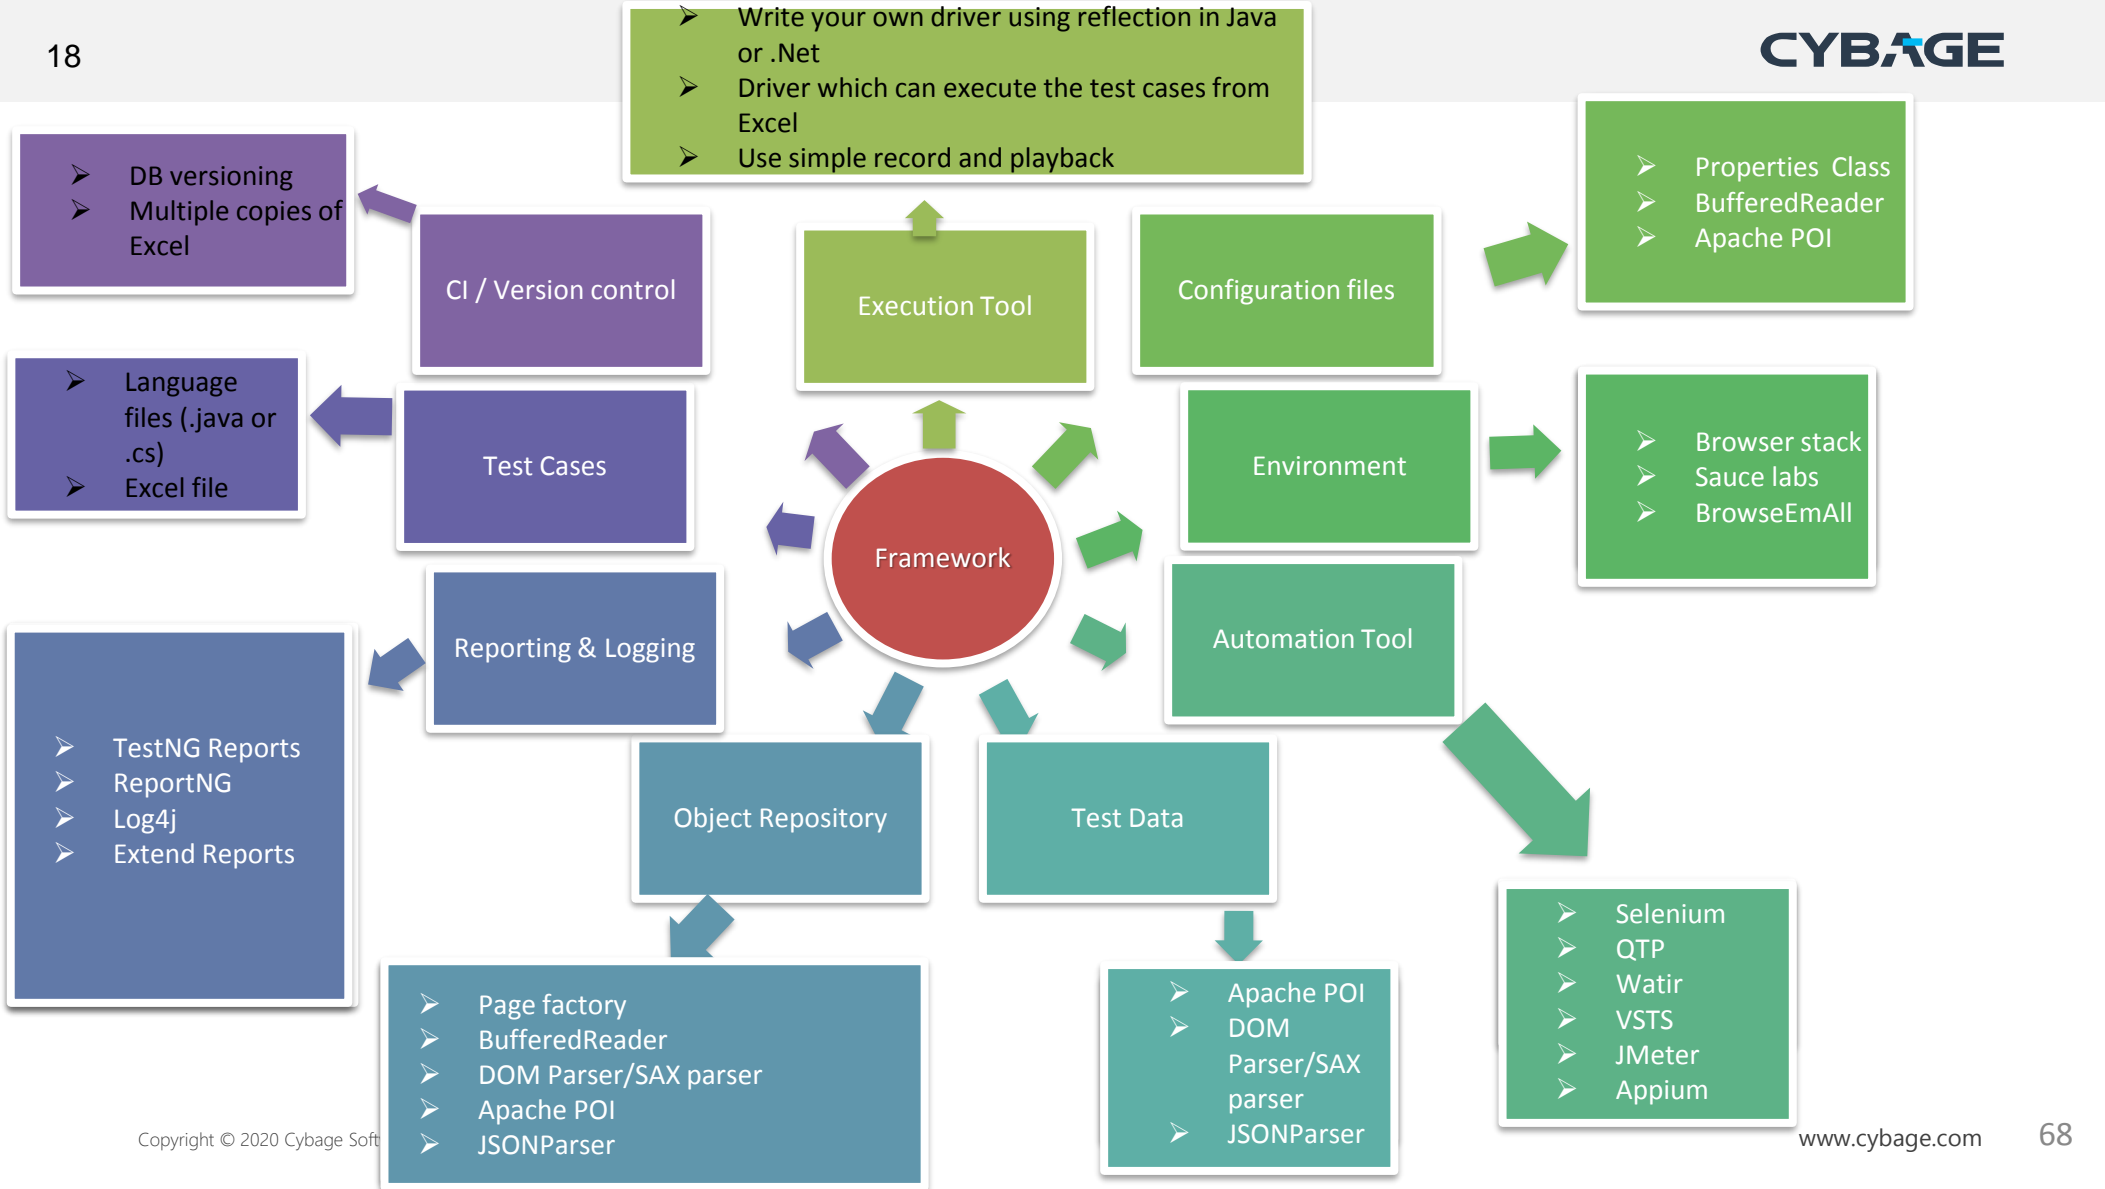 18
CYBAGE
Write your own driver using reflection in Java
or .Net
Driver which can execute the test cases from
Excel
Use simple record and playback
DB versioning
Multiple copies of
Excel
CI / Version control
Execution Tool
Configuration files
Properties  Class
BufferedReader
Apache POI
Language
files (.java or
.cs)
Excel file
Test Cases
Environment
Browser stack
Sauce labs
BrowseEmAll
Framework
Reporting & Logging
Automation Tool
TestNG Reports
ReportNG
Log4j
Extend Reports
Object Repository
Test Data
Selenium
QTP
Watir
VSTS
JMeter
Appium
Page factory
BufferedReader
DOM Parser/SAX parser
Apache POI
JSONParser
Apache POI
DOM
Parser/SAX
parser
JSONParser
Copyright © 2020 Cybage
www.cybage.com
68